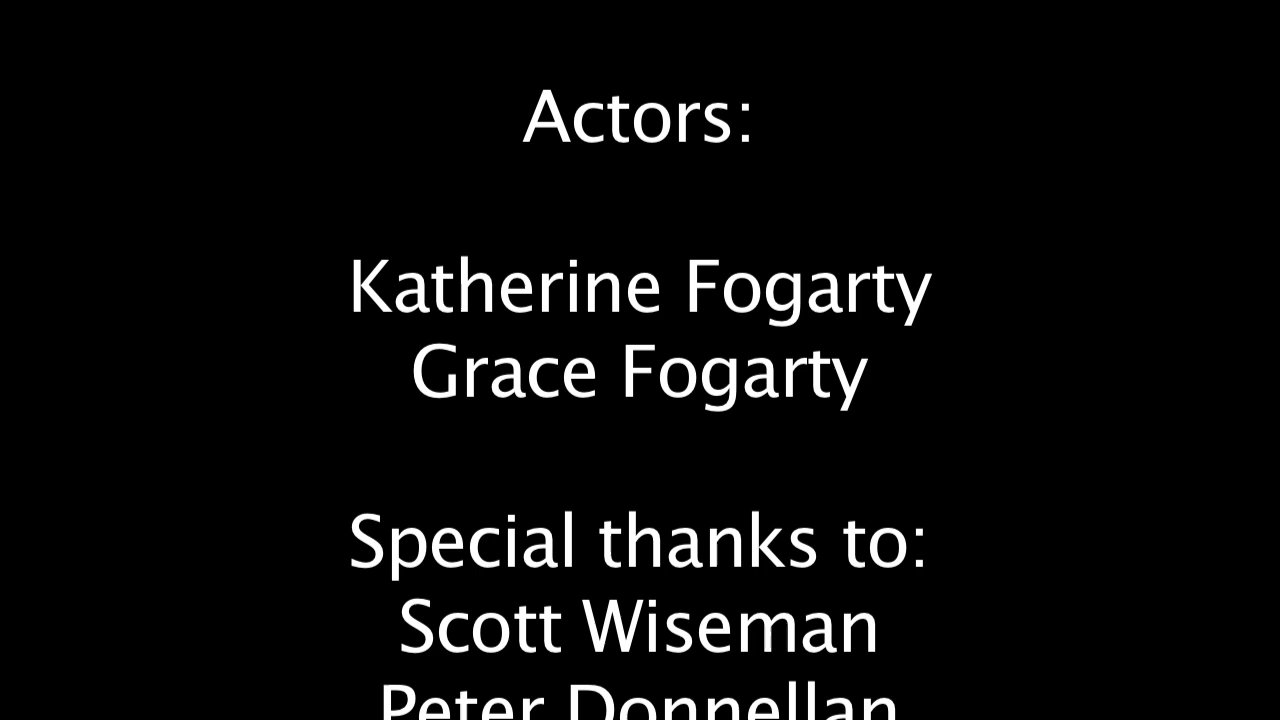 Actors:
Katherine Fogarty
Grace Fogarty
Special thanks to:
Scott Wiseman
Peter Donnellan